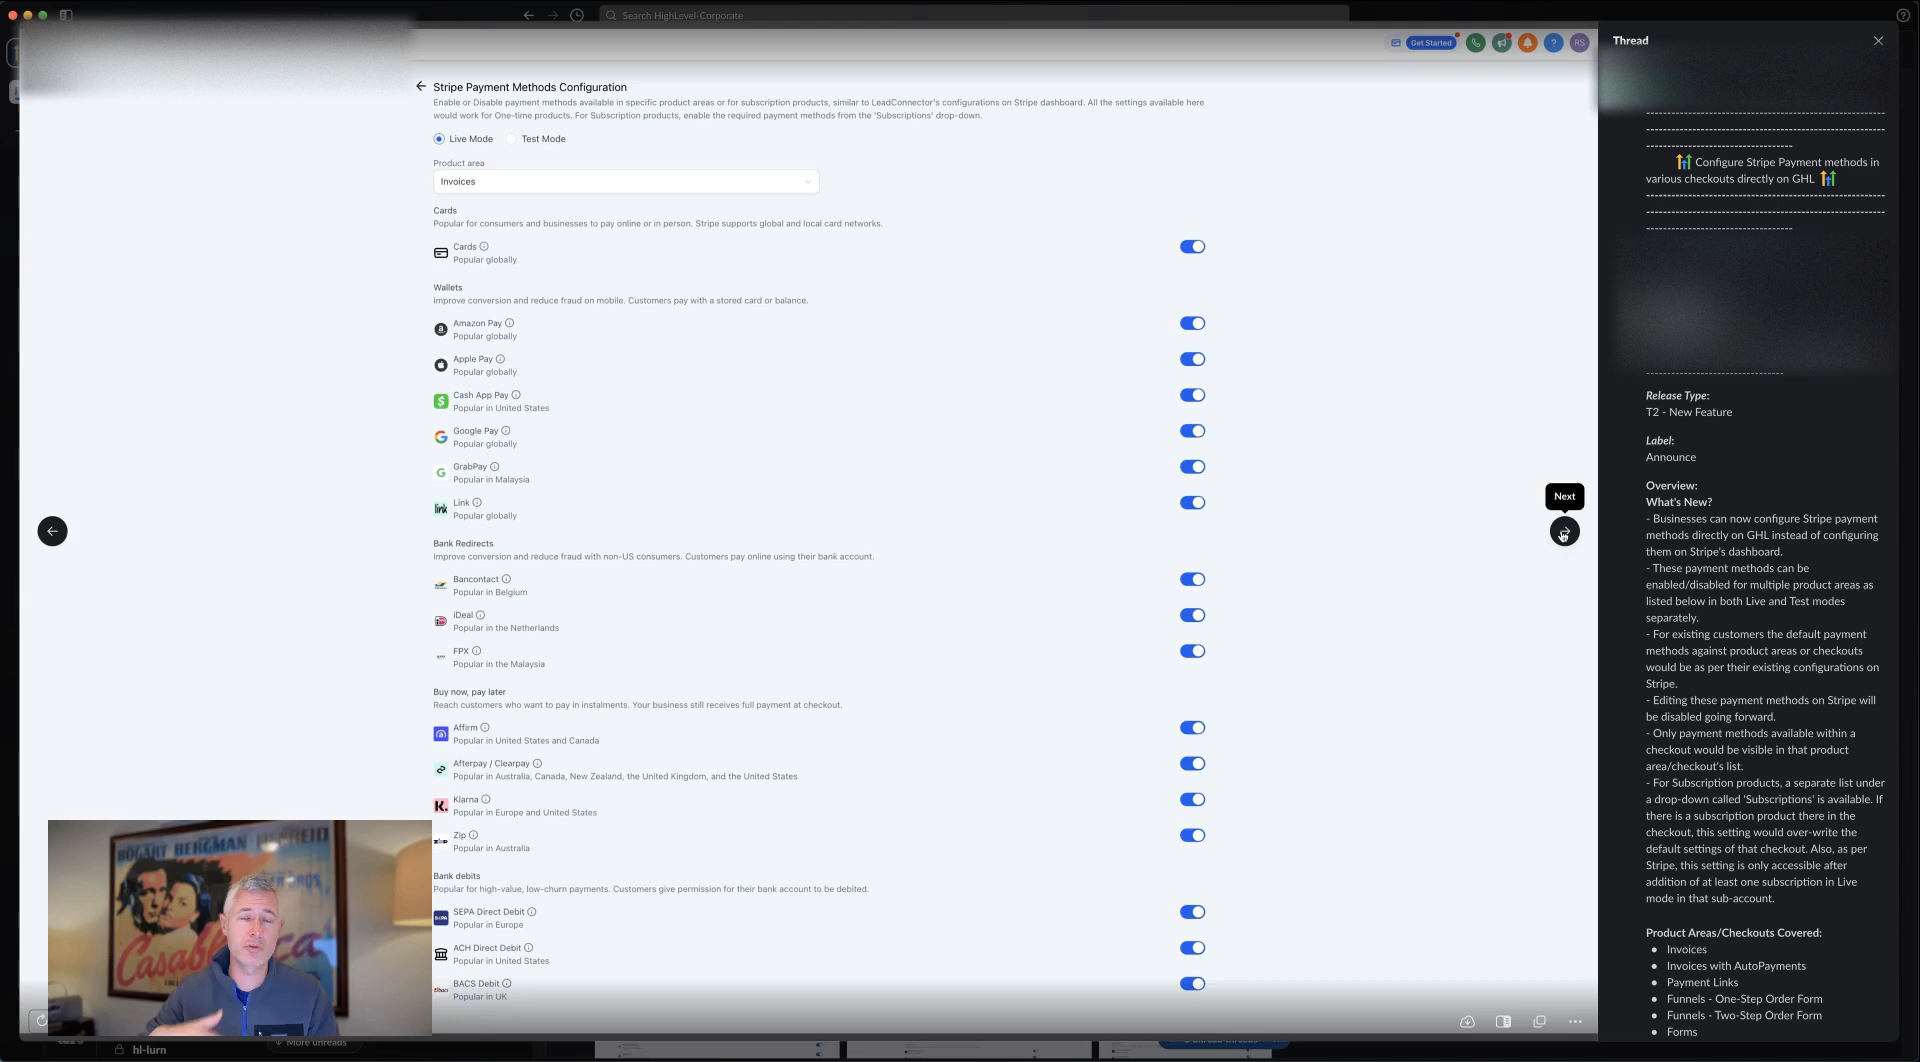 Search HighLevel-Corporate
Get Started
RS
Stripe Payment Methods Configuration
Enable or Disable payment methods available in specific product areas or for subscription products, similar to LeadConnector's configurations on Stripe dashboard. All the settings available here
would work for One-time products. For Subscription products, enable the required payment methods from the 'Subscriptions' drop-down.
Live Mode
Test Mode
Product area
Invoices
Cards
Popular for consumers and businesses to pay online or in person. Stripe supports global and local card networks.
Cards
Popular globally
Wallets
Improve conversion and reduce fraud on mobile. Customers pay with a stored card or balance.
Amazon Pay
Popular globally
Apple Pay
Popular globally
Cash App Pay
Popular in United States
Google Pay
Popular globally
GrabPay
Popular in Malaysia
Link
Popular globally
Bank Redirects
Improve conversion and reduce fraud with non-US consumers. Customers pay online using their bank account.
Bancontact
Popular in Belgium
iDeal
Popular in the Netherlands
FPX
Popular in the Malaysia
Buy now, pay later
Reach customers who want to pay in instalments. Your business still receives full payment at checkout.
Affirm
Popular in United States and Canada
Afterpay / Clearpay
Popular in Australia, Canada, New Zealand, the United Kingdom, and the United States
Klarna
Popular in Europe and United States
Zip
Popular in Australia
Bank debits
Popular for high-value, low-churn payments. Customers give permission for their bank account to be debited.
SEPA Direct Debit
Popular in Europe
ACH Direct Debit
Popular in United States
BACS Debit
Popular in UK
Next
BOGART BERGMAN HENREID
Casablanca
hl-lurn
More unreads
Thread
Configure Stripe Payment methods in
various checkouts directly on GHL
Release Type:
T2 - New Feature
Label:
Announce
Overview:
What's New?
- Businesses can now configure Stripe payment
methods directly on GHL instead of configuring
them on Stripe's dashboard.
- These payment methods can be
enabled/disabled for multiple product areas as
listed below in both Live and Test modes
separately.
- For existing customers the default payment
methods against product areas or checkouts
would be as per their existing configurations on
Stripe.
- Editing these payment methods on Stripe will
be disabled going forward.
- Only payment methods available within a
checkout would be visible in that product
area/checkout's list.
- For Subscription products, a separate list under
a drop-down called 'Subscriptions' is available. If
there is a subscription product there in the
checkout, this setting would over-write the
default settings of that checkout. Also, as per
Stripe, this setting is only accessible after
addition of at least one subscription in Live
mode in that sub-account.
Product Areas/Checkouts Covered:
• Invoices
• Invoices with AutoPayments
• Payment Links
• Funnels - One-Step Order Form
• Funnels - Two-Step Order Form
• Forms